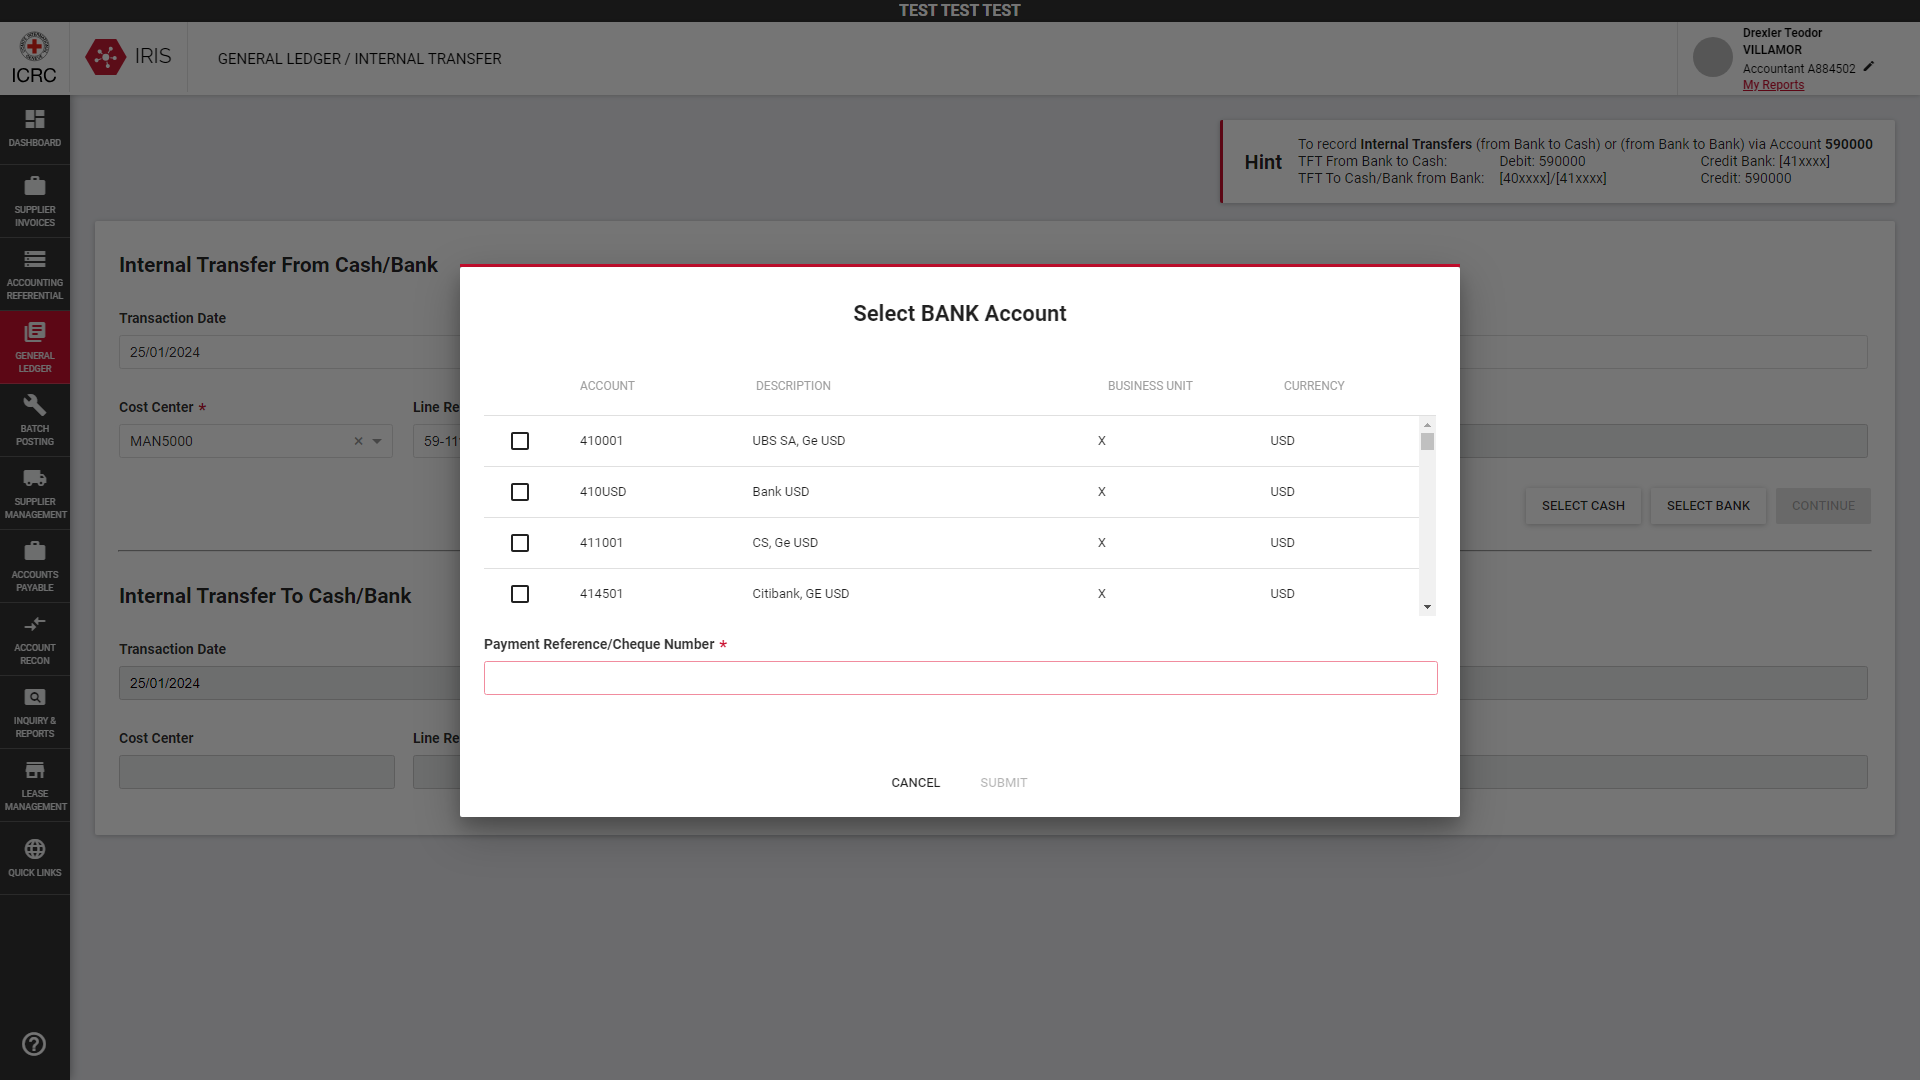 TEST TEST TEST
ICRC
IRIS
GENERAL LEDGER / INTERNAL TRANSFER
Drexler Teodor
VILLAMOR
Accountant A884502
My Reports
DASHBOARD
SUPPLIER
INVOICES
ACCOUNTING
REFERENTIAL
GENERAL
LEDGER
BATCH
POSTING
SUPPLIER
MANAGEMENT
ACCOUNTS
PAYABLE
ACCOUNT
RECON
INQUIRY &
REPORTS
LEASE
MANAGEMENT
QUICK LINKS
Hint
To record Internal Transfers (from Bank to Cash) or (from Bank to Bank) via Account 590000
TFT From Bank to Cash: Debit: 590000 Credit Bank: [41xxxx]
TFT To Cash/Bank from Bank: [40xxxx]/[41xxxx] Credit: 590000
Internal Transfer From Cash/Bank
Transaction Date
25/01/2024
Cost Center * Line Re
MAN5000 59-11
SELECT CASH SELECT BANK CONTINUE
Internal Transfer To Cash/Bank
Transaction Date
25/01/2024
Cost Center Line Re
Select BANK Account
ACCOUNT DESCRIPTION BUSINESS UNIT CURRENCY
410001 UBS SA, Ge USD X USD
410USD Bank USD X USD
411001 CS, Ge USD X USD
414501 Citibank, GE USD X USD
Payment Reference/Cheque Number *
CANCEL SUBMIT